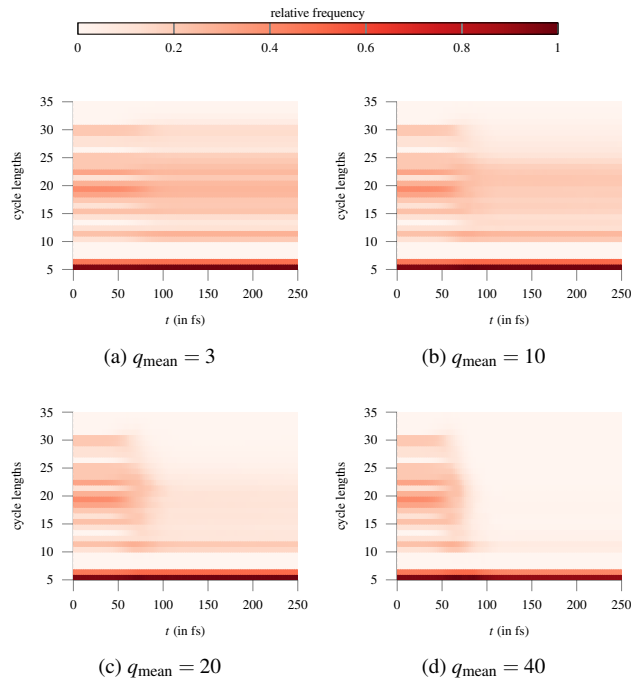 relative frequency
0 0.2 0.4 0.6 0.8 1
35
30
25
20
15
10
5
cycle lengths
0 50 100 150 200 250
t (in fs)
(a) q_mean = 3
35
30
25
20
15
10
5
cycle lengths
0 50 100 150 200 250
t (in fs)
(b) q_mean = 10
35
30
25
20
15
10
5
cycle lengths
0 50 100 150 200 250
t (in fs)
(c) q_mean = 20
35
30
25
20
15
10
5
cycle lengths
0 50 100 150 200 250
t (in fs)
(d) q_mean = 40